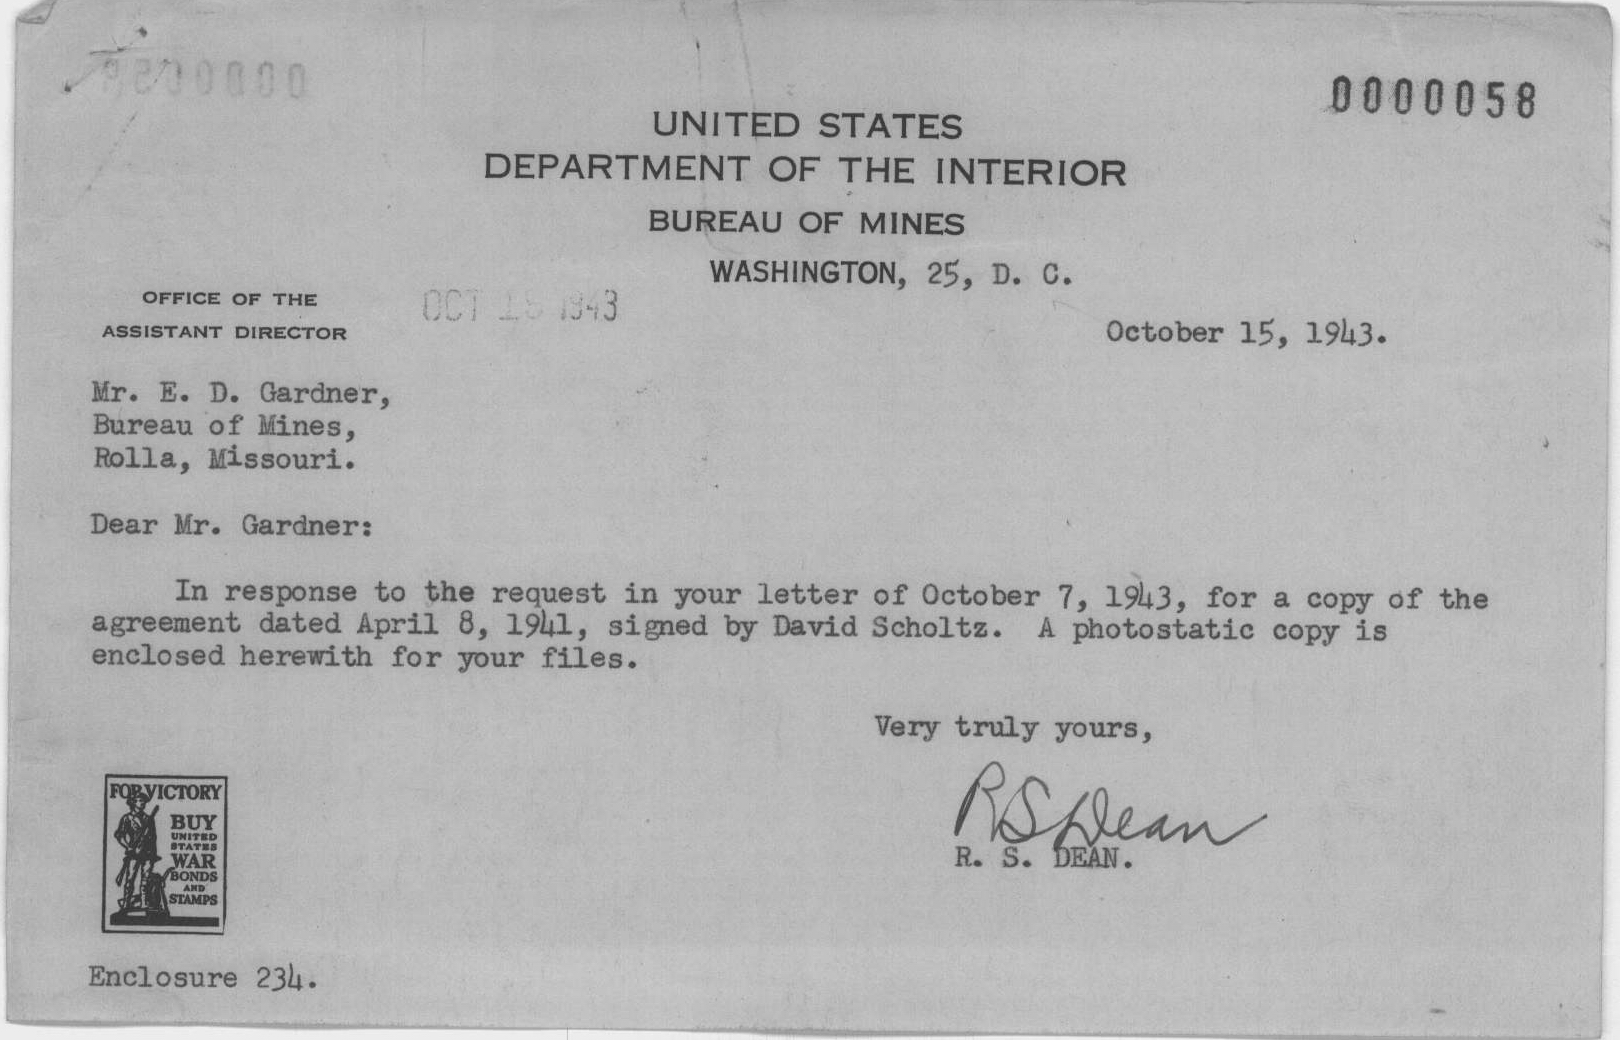 0000058
UNITED STATES
DEPARTMENT OF THE INTERIOR
BUREAU OF MINES
WASHINGTON, 25, D. C.
OFFICE OF THE
ASSISTANT DIRECTOR
OCT 15 1943
October 15, 1943.
Mr. E. D. Gardner,
Bureau of Mines,
Rolla, Missouri.
Dear Mr. Gardner:
In response to the request in your letter of October 7, 1943, for a copy of the
agreement dated April 8, 1941, signed by David Scholtz. A photostatic copy is
enclosed herewith for your files.
Very truly yours,
RSDean
R. S. DEAN.
FOR VICTORY
BUY
UNITED
STATES
WAR
BONDS
AND
STAMPS
Enclosure 234.